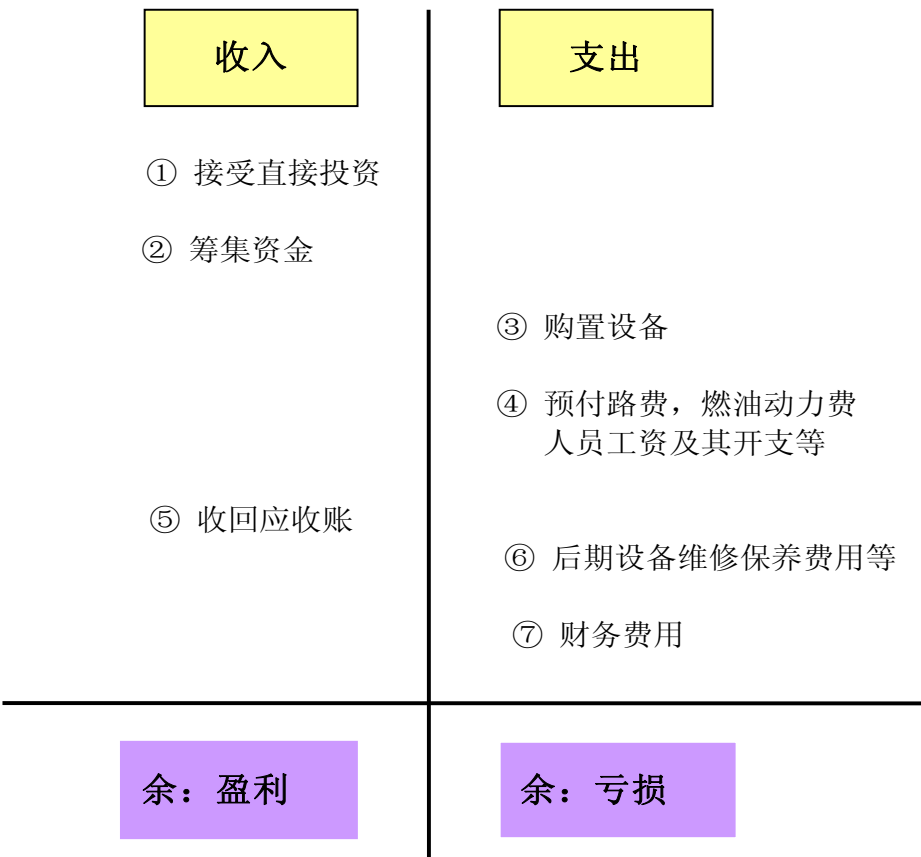 收入
支出
① 接受直接投资
② 筹集资金
③ 购置设备
④ 预付路费，燃油动力费
人员工资及其开支等
⑤ 收回应收账
⑥ 后期设备维修保养费用等
⑦ 财务费用
余：盈利
余：亏损